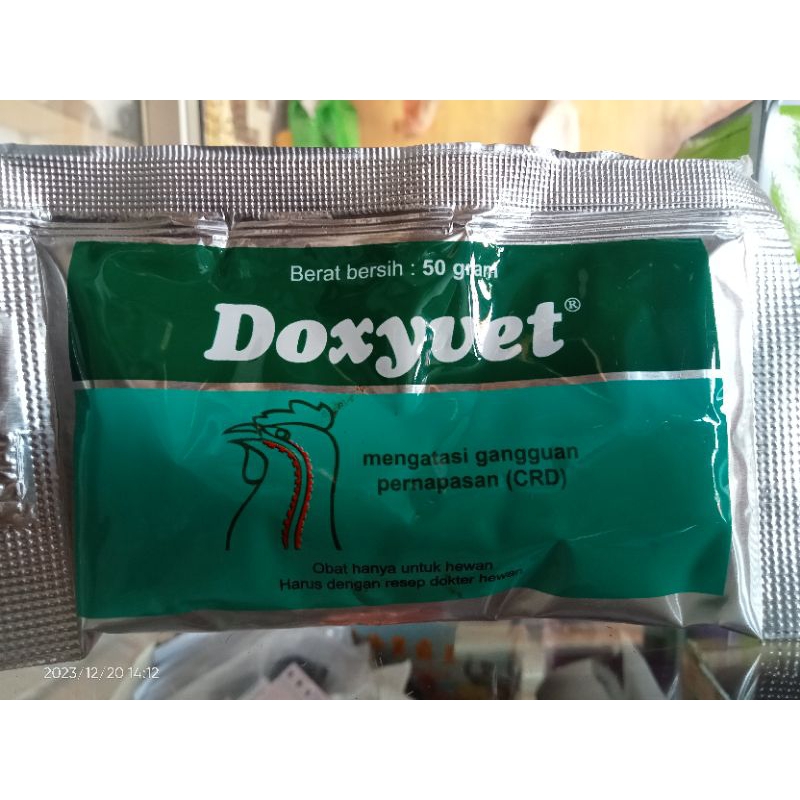 Berat bersih : 50 gram
Doxyvet®
mengatasi gangguan
pernapasan (CRD)
Obat hanya untuk hewan
Harus dengan resep dokter hewan
2023/12/20 14:12